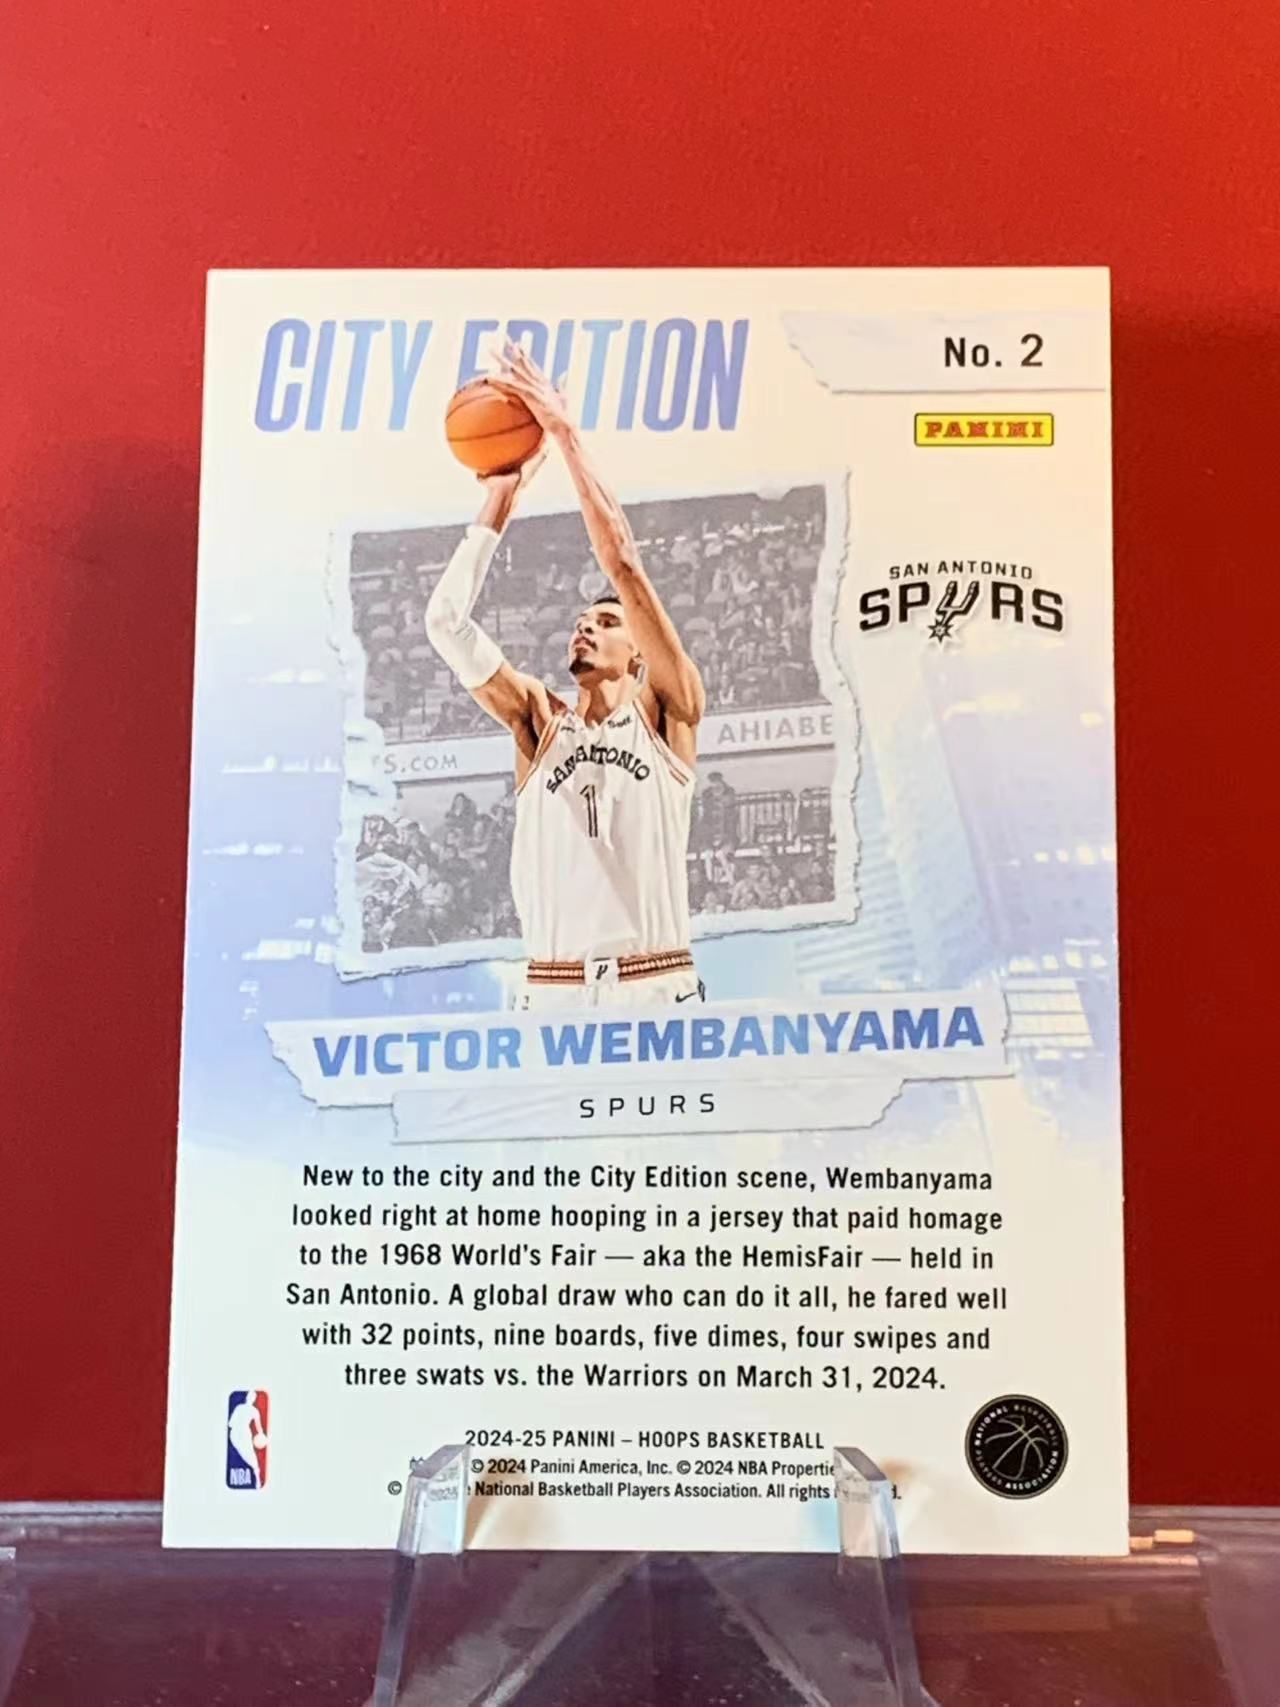 CITY EDITION
No. 2
PANINI
SAN ANTONIO
SPURS
AHIABE
S.COM
SAN ANTONIO
1
VICTOR WEMBANYAMA
SPURS
New to the city and the City Edition scene, Wembanyama
looked right at home hooping in a jersey that paid homage
to the 1968 World's Fair — aka the HemisFair — held in
San Antonio. A global draw who can do it all, he fared well
with 32 points, nine boards, five dimes, four swipes and
three swats vs. the Warriors on March 31, 2024.
NBA
NATIONAL BASKETBALL
PLAYERS ASSOCIATION
2024-25 PANINI – HOOPS BASKETBALL
© 2024 Panini America, Inc. © 2024 NBA Propertie
© National Basketball Players Association. All rights